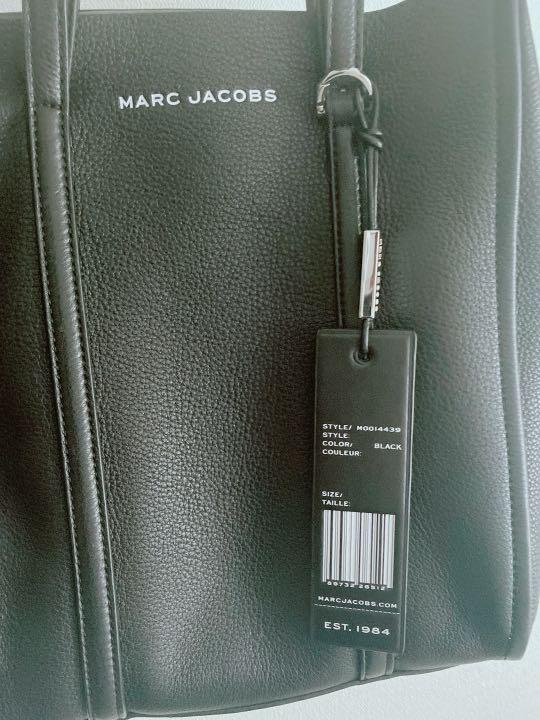 MARC JACOBS
STYLE/ M0014439
STYLE:
COLOR/ BLACK
COULEUR:
SIZE/
TAILLE:
MARCJACOBS.COM
EST. 1984